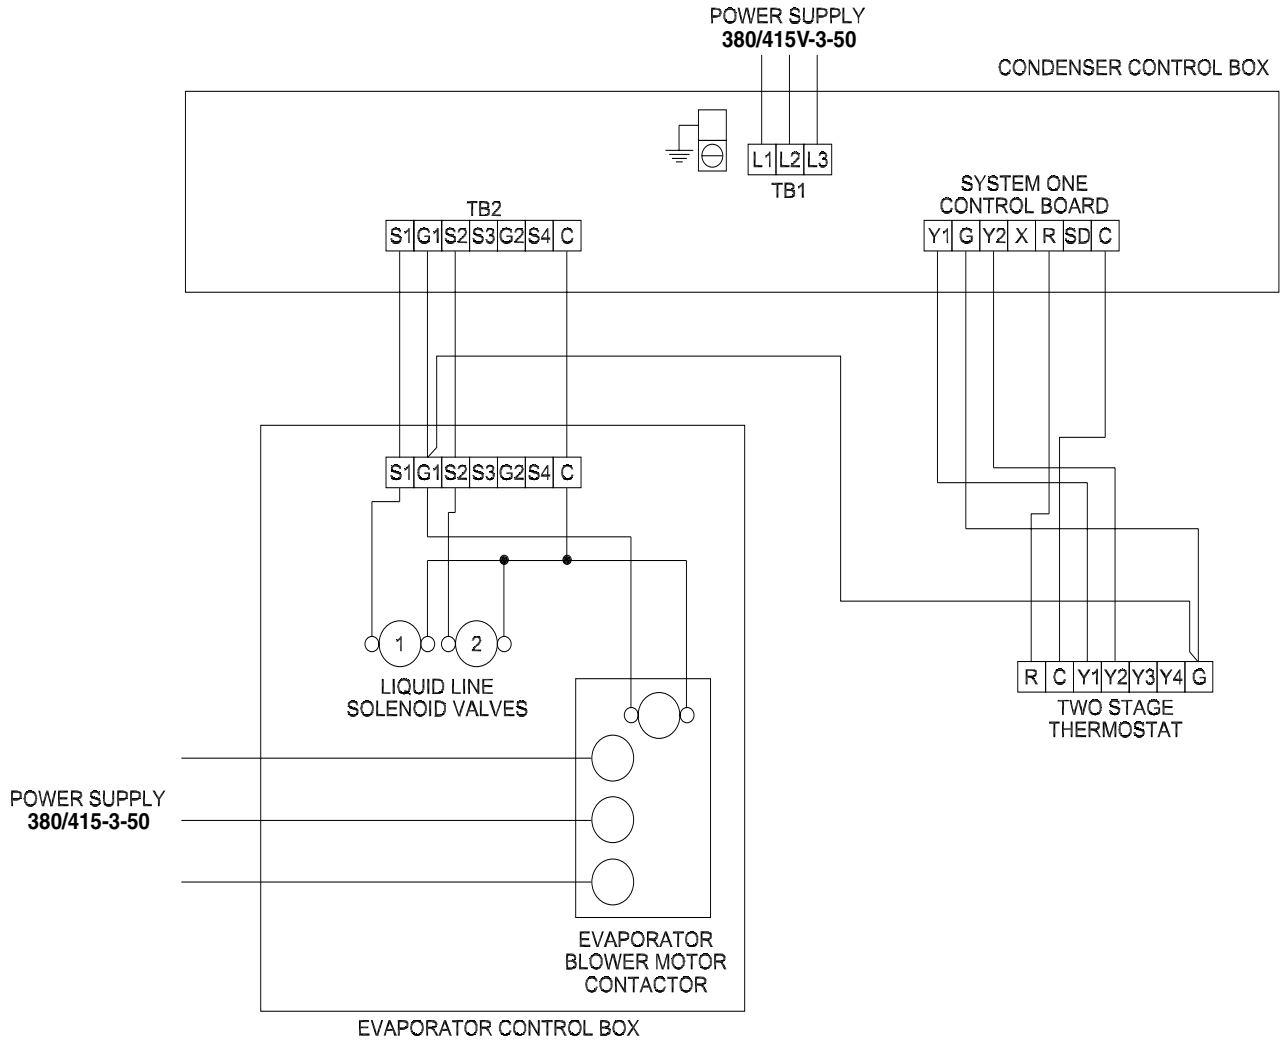 POWER SUPPLY
380/415V-3-50
CONDENSER CONTROL BOX
L1 L2 L3
TB1
SYSTEM ONE
CONTROL BOARD
Y1 G Y2 X R SD C
TB2
S1 G1 S2 S3 G2 S4 C
S1 G1 S2 S3 G2 S4 C
1 2
LIQUID LINE
SOLENOID VALVES
R C Y1 Y2 Y3 Y4 G
TWO STAGE
THERMOSTAT
POWER SUPPLY
380/415-3-50
EVAPORATOR
BLOWER MOTOR
CONTACTOR
EVAPORATOR CONTROL BOX